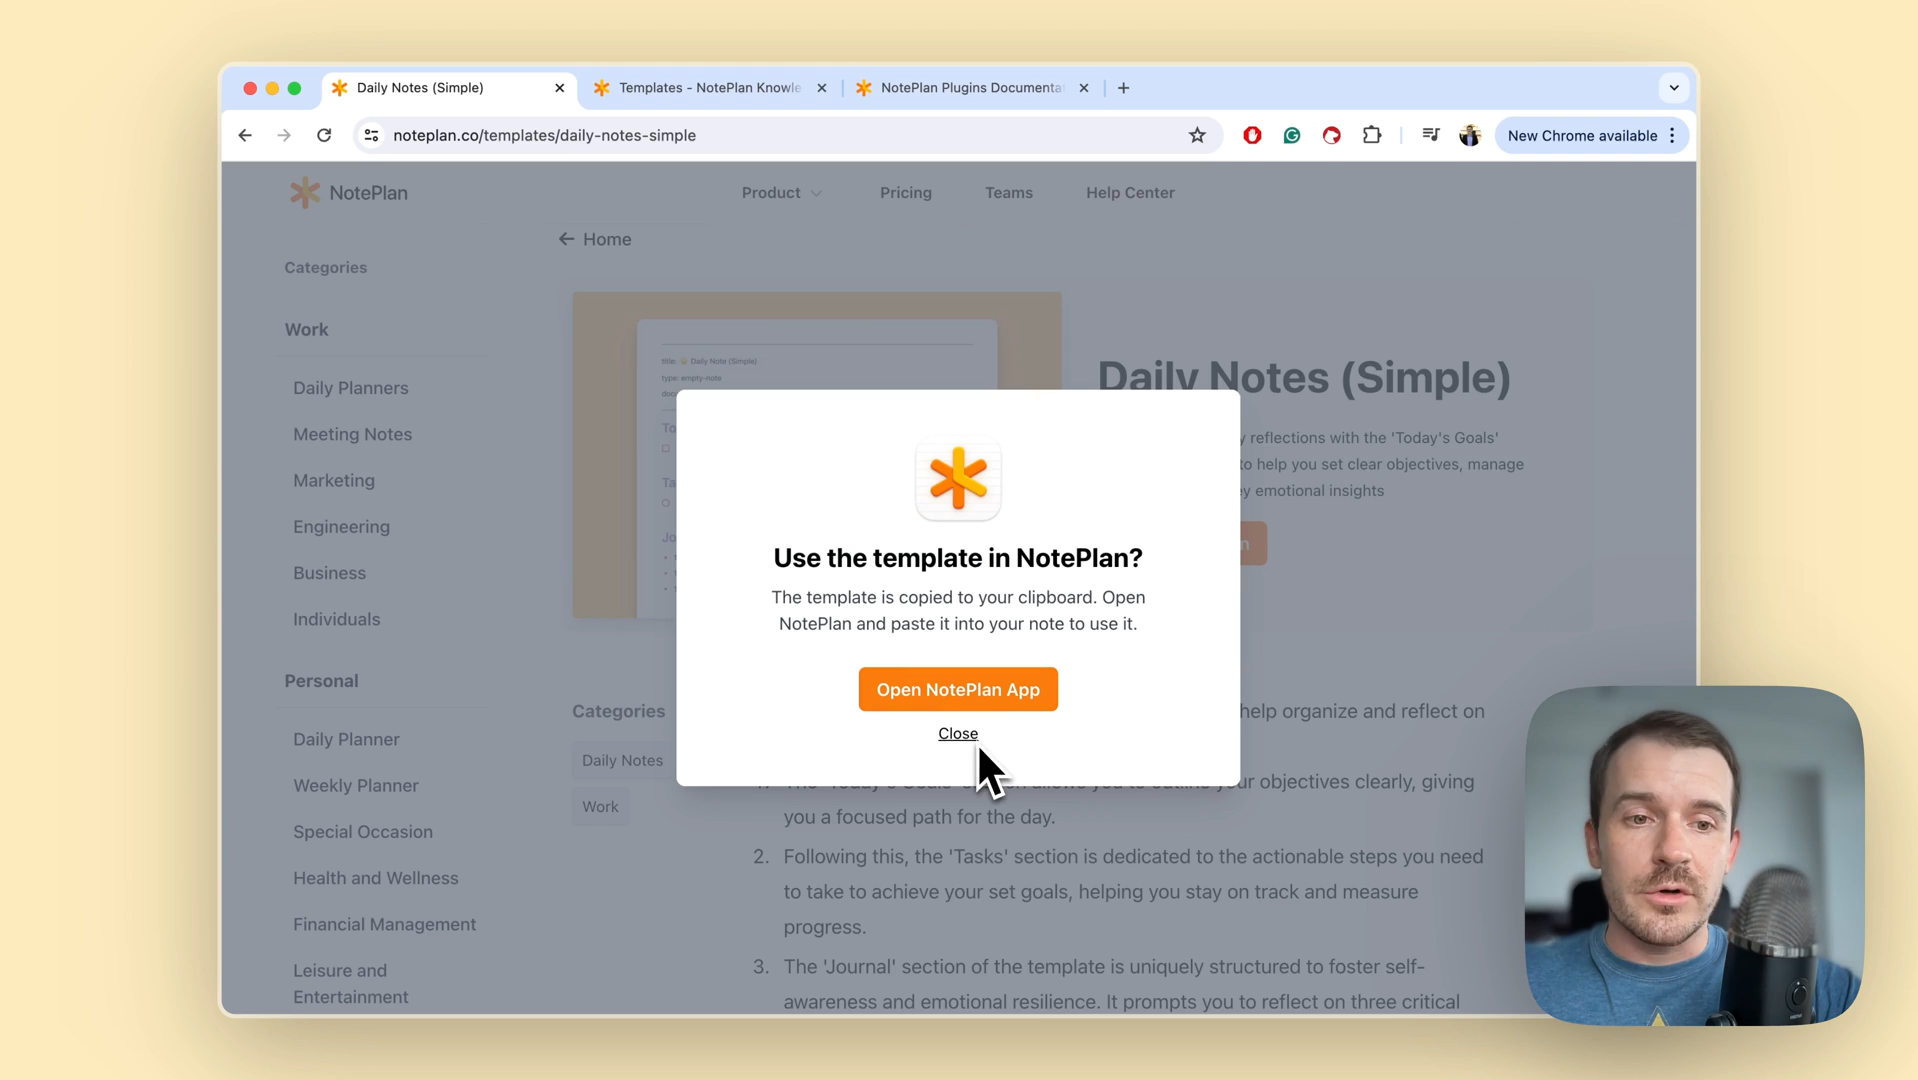 Daily Notes (Simple)
Templates - NotePlan Knowle
NotePlan Plugins Documenta
noteplan.co/templates/daily-notes-simple
New Chrome available
NotePlan
Product
Pricing
Teams
Help Center
Home
Categories
Work
Daily Planners
Meeting Notes
Marketing
Engineering
Business
Individuals
Personal
Daily Planner
Weekly Planner
Special Occasion
Health and Wellness
Financial Management
Leisure and
Entertainment
title: Daily Note (Simple)
type: empty-note
Daily Notes (Simple)
reflections with the 'Today's Goals'
to help you set clear objectives, manage
emotional insights
Use the template in NotePlan?
The template is copied to your clipboard. Open
NotePlan and paste it into your note to use it.
Open NotePlan App
Close
Categories
Daily Notes
Work
help organize and reflect on
your objectives clearly, giving
you a focused path for the day.
2. Following this, the 'Tasks' section is dedicated to the actionable steps you need
to take to achieve your set goals, helping you stay on track and measure
progress.
3. The 'Journal' section of the template is uniquely structured to foster self-
awareness and emotional resilience. It prompts you to reflect on three critical